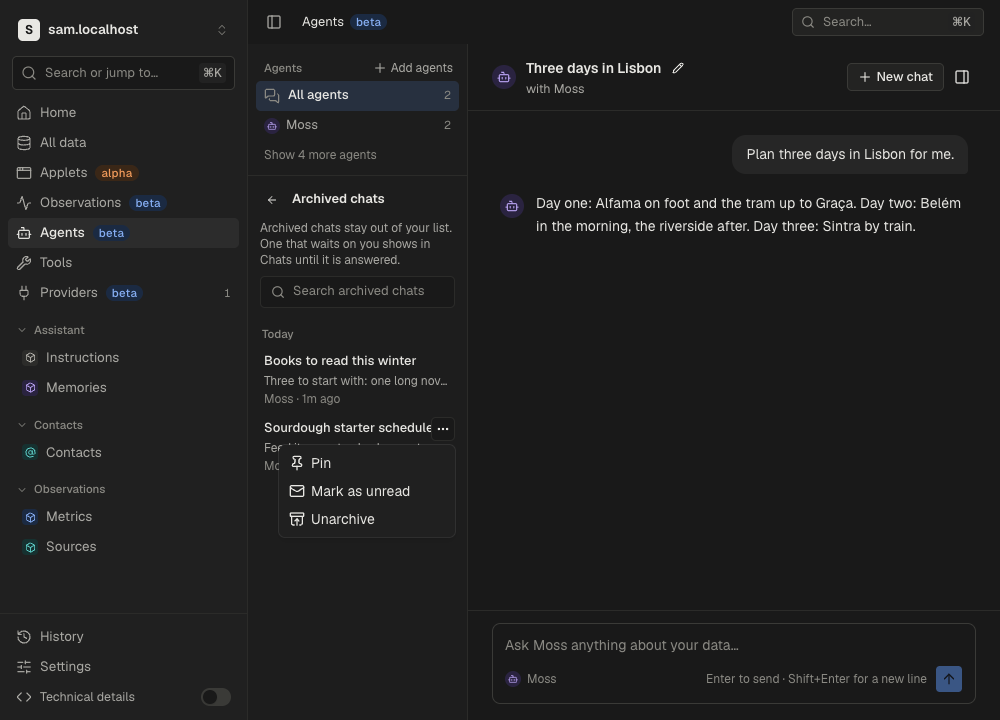 S sam.localhost
Search or jump to… ⌘K
Home
All data
Applets alpha
Observations beta
Agents beta
Tools
Providers beta 1
Assistant
Instructions
Memories
Contacts
Contacts
Observations
Metrics
Sources
History
Settings
Technical details
Agents beta
Search… ⌘K
Agents + Add agents
All agents 2
Moss 2
Show 4 more agents
Archived chats
Archived chats stay out of your list.
One that waits on you shows in
Chats until it is answered.
Search archived chats
Today
Books to read this winter
Three to start with: one long nov…
Moss · 1m ago
Sourdough starter schedule
Pin
Mark as unread
Unarchive
Three days in Lisbon
with Moss
+ New chat
Plan three days in Lisbon for me.
Day one: Alfama on foot and the tram up to Graça. Day two: Belém
in the morning, the riverside after. Day three: Sintra by train.
Ask Moss anything about your data…
Moss
Enter to send · Shift+Enter for a new line